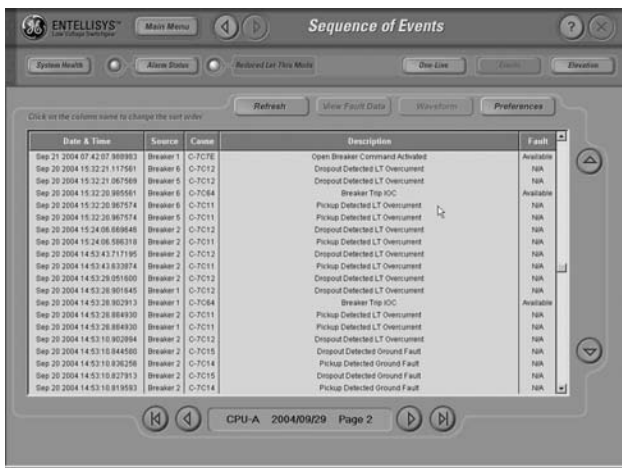 ENTELLISYS™
Low Voltage Switchgear
Main Menu
Sequence of Events
?
System Health
Alarm Status
Reduced Let Thru Mode
One-Line
Events
Elevation
Refresh
View Fault Data
Waveform
Preferences
Click on the column name to change the sort order
Date & Time Source Cause Description Fault
Sep 21 2004 07:42:07.988983 Breaker 1 C-7C7E Open Breaker Command Activated Available
Sep 20 2004 15:32:21.117561 Breaker 6 C-7C12 Dropout Detected LT Overcurrent N/A
Sep 20 2004 15:32:21.067569 Breaker 5 C-7C12 Dropout Detected LT Overcurrent N/A
Sep 20 2004 15:32:20.985561 Breaker 6 C-7C64 Breaker Trip IOC Available
Sep 20 2004 15:32:20.967574 Breaker 6 C-7C11 Pickup Detected LT Overcurrent N/A
Sep 20 2004 15:32:20.967574 Breaker 5 C-7C11 Pickup Detected LT Overcurrent N/A
Sep 20 2004 15:24:06.669646 Breaker 2 C-7C12 Dropout Detected LT Overcurrent N/A
Sep 20 2004 15:24:06.586318 Breaker 2 C-7C11 Pickup Detected LT Overcurrent N/A
Sep 20 2004 14:53:43.717195 Breaker 2 C-7C12 Dropout Detected LT Overcurrent N/A
Sep 20 2004 14:53:43.633874 Breaker 2 C-7C11 Pickup Detected LT Overcurrent N/A
Sep 20 2004 14:53:29.051600 Breaker 2 C-7C12 Dropout Detected LT Overcurrent N/A
Sep 20 2004 14:53:28.901645 Breaker 1 C-7C12 Dropout Detected LT Overcurrent N/A
Sep 20 2004 14:53:28.902913 Breaker 1 C-7C64 Breaker Trip IOC Available
Sep 20 2004 14:53:28.884930 Breaker 2 C-7C11 Pickup Detected LT Overcurrent N/A
Sep 20 2004 14:53:28.884930 Breaker 1 C-7C11 Pickup Detected LT Overcurrent N/A
Sep 20 2004 14:53:10.902894 Breaker 2 C-7C12 Dropout Detected LT Overcurrent N/A
Sep 20 2004 14:53:10.844560 Breaker 2 C-7C15 Dropout Detected Ground Fault N/A
Sep 20 2004 14:53:10.836256 Breaker 2 C-7C14 Pickup Detected Ground Fault N/A
Sep 20 2004 14:53:10.827913 Breaker 2 C-7C15 Dropout Detected Ground Fault N/A
Sep 20 2004 14:53:10.819583 Breaker 2 C-7C14 Pickup Detected Ground Fault N/A
CPU-A 2004/09/29 Page 2